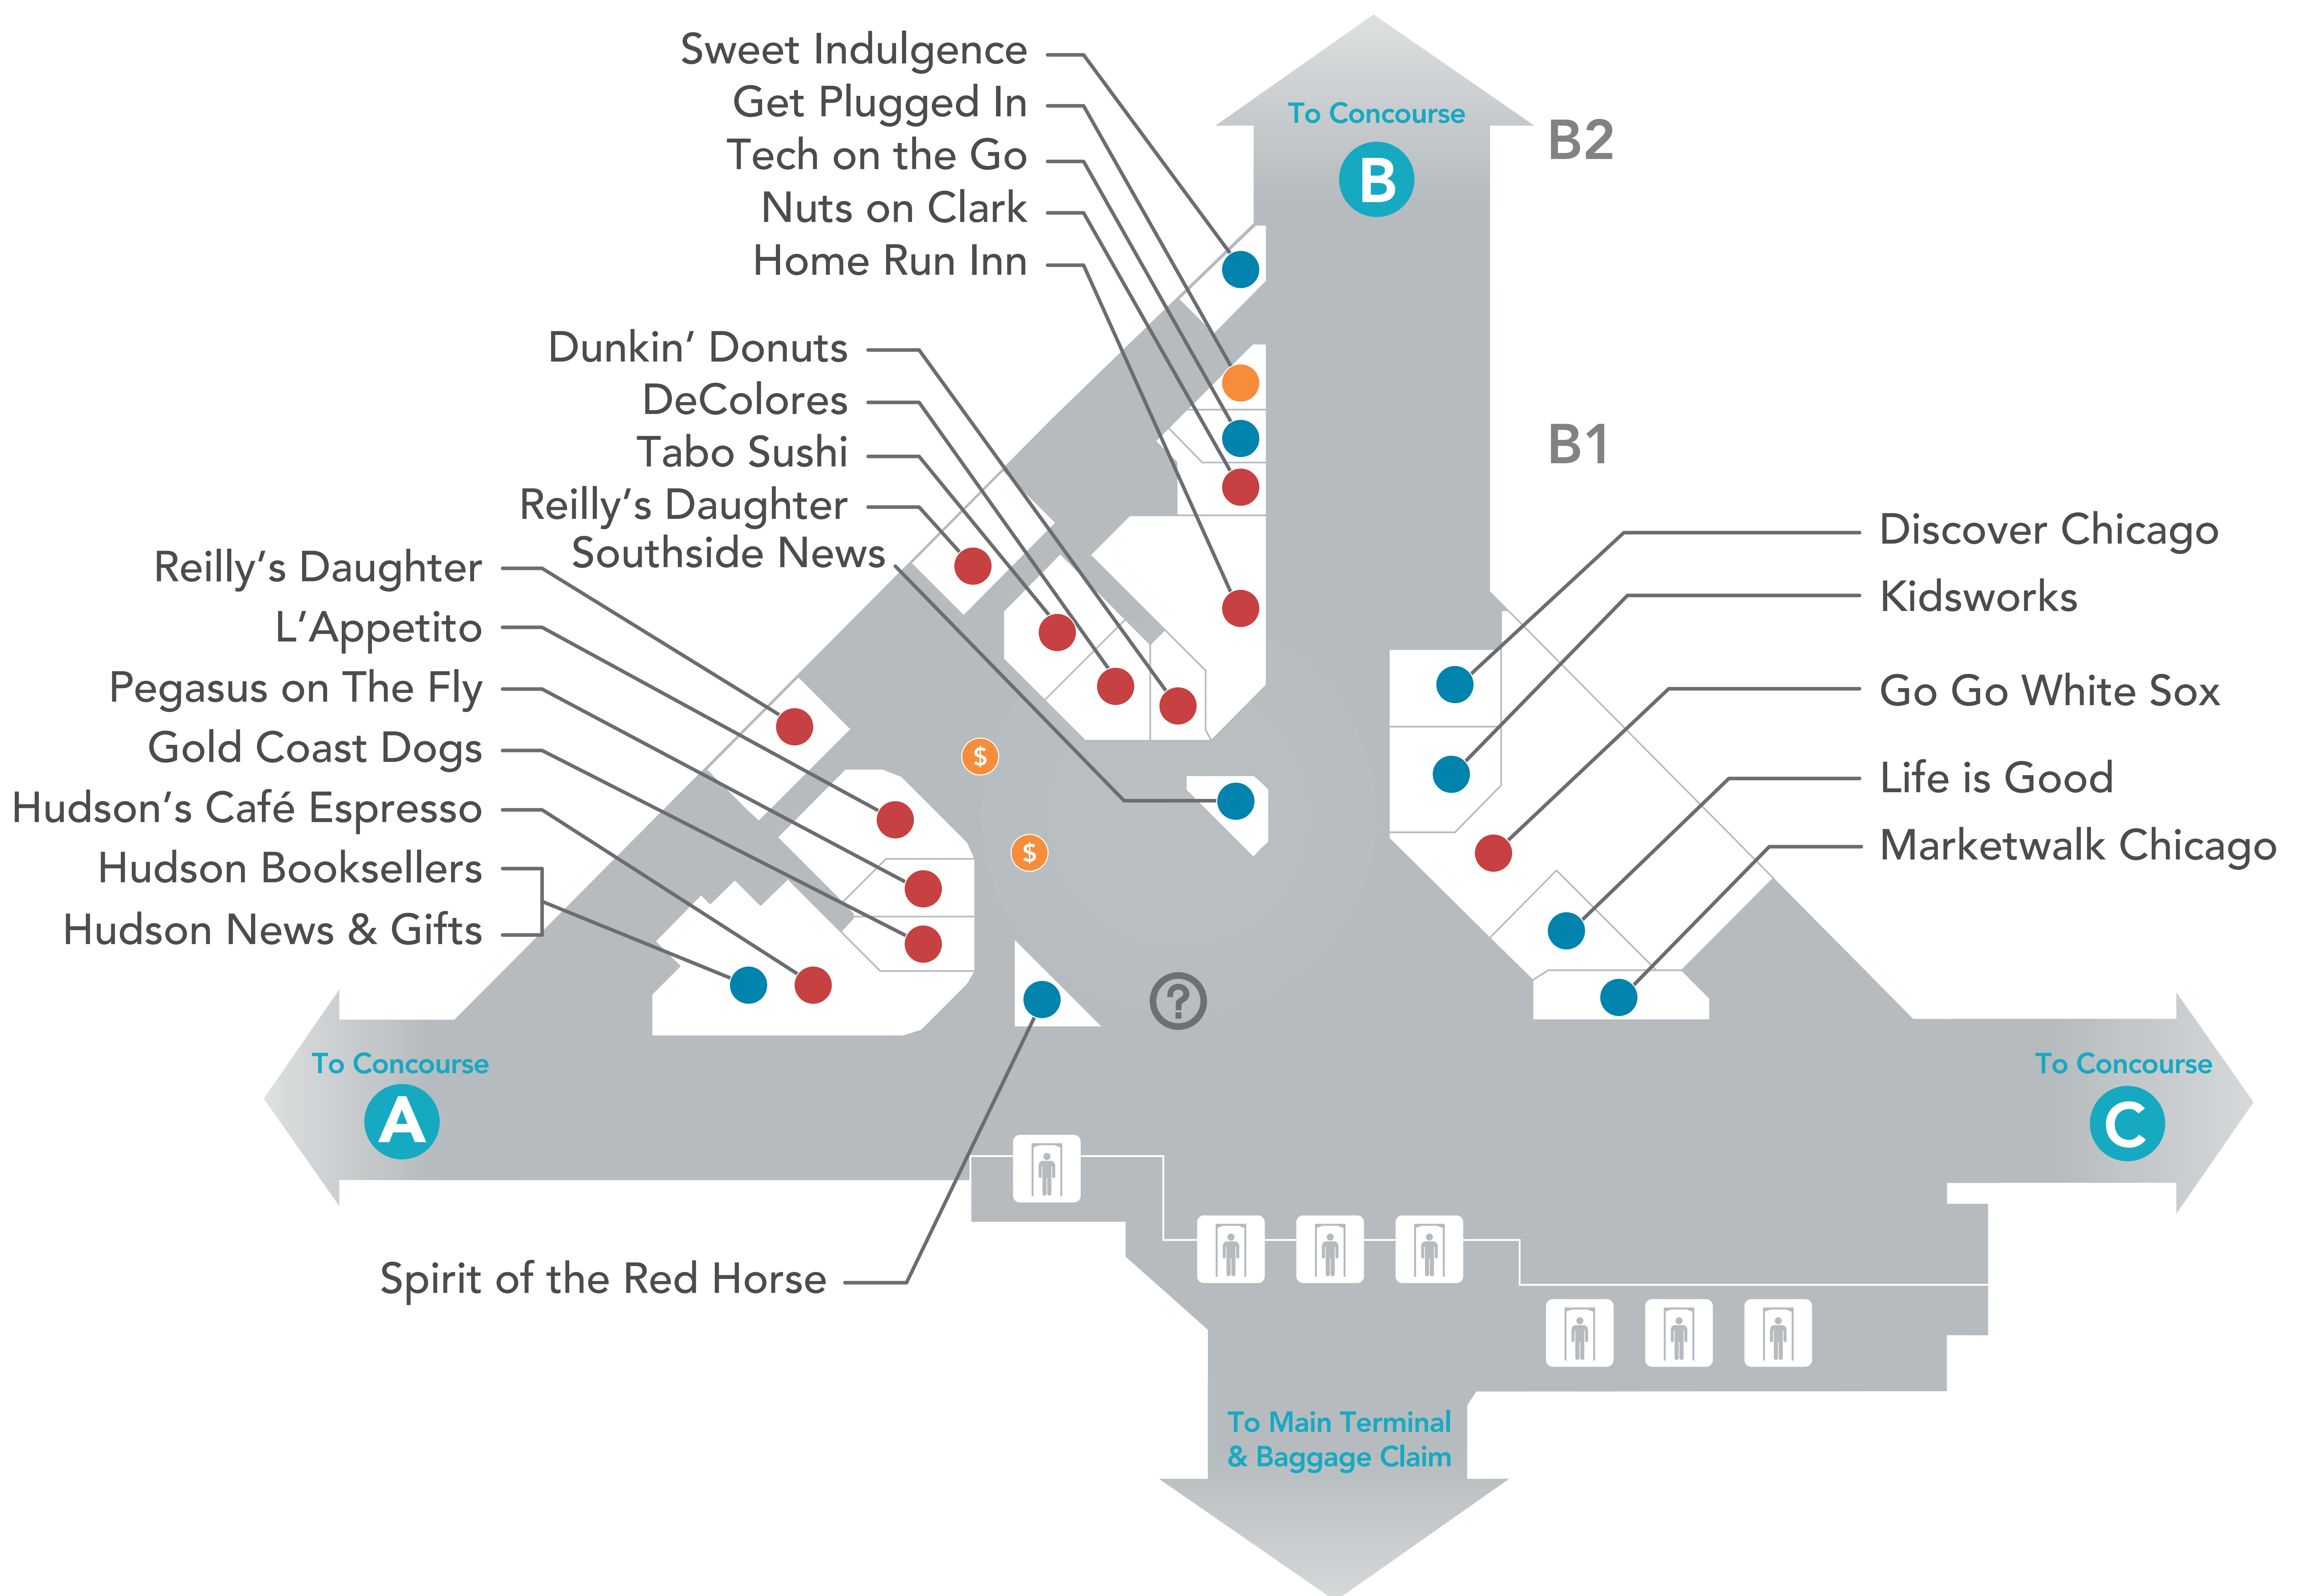 Sweet Indulgence
Get Plugged In
Tech on the Go
Nuts on Clark
Home Run Inn
To Concourse
B
B2
B1
Dunkin’ Donuts
DeColores
Tabo Sushi
Reilly’s Daughter
Southside News
Reilly’s Daughter
L’Appetito
Pegasus on The Fly
Gold Coast Dogs
Hudson’s Café Espresso
Hudson Booksellers
Hudson News & Gifts
Discover Chicago
Kidsworks
Go Go White Sox
Life is Good
Marketwalk Chicago
$
$
?
To Concourse
A
To Concourse
C
Spirit of the Red Horse
To Main Terminal
& Baggage Claim